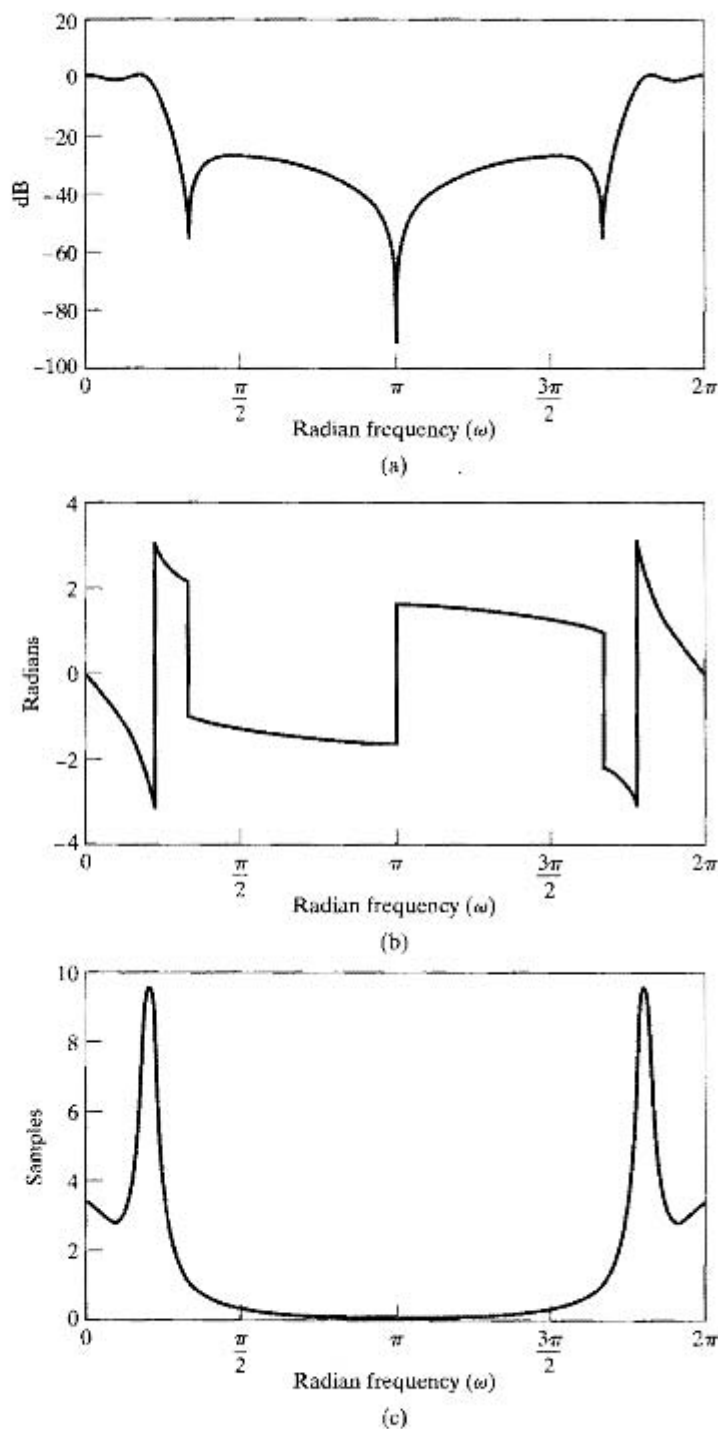 20
0
-20
-40
-60
-80
-100
dB
0
π/2
π
3π/2
2π
Radian frequency (ω)
(a)
4
2
0
-2
-4
Radians
0
π/2
π
3π/2
2π
Radian frequency (ω)
(b)
10
8
6
4
2
0
Samples
0
π/2
π
3π/2
2π
Radian frequency (ω)
(c)